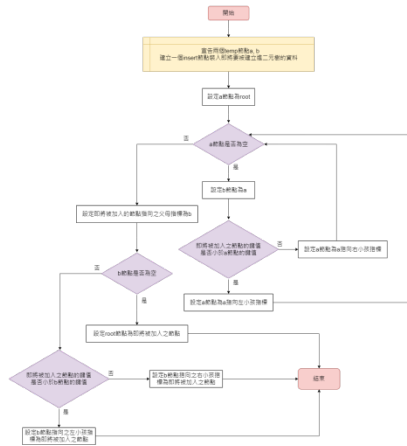 開始
宣告兩個temp節點a, b
建立一個insert節點装入即將要被建立進二元樹的資料
設定a節點為root
a節點是否為空
否
是
設定b節點為a
設定即將被加入的節點指向之父母指標為b
即將被加入之節點的鍵值
是否小於a節點的鍵值
否
設定a節點為a指向右小孩指標
b節點是否為空
否
是
是
設定a節點為a指向左小孩指標
設定root節點為即將被加入之節點
即將被加入之節點的鍵值
是否小於b節點的鍵值
否
設定b節點指向之右小孩指
標為即將被加入之節點
結束
是
設定b節點指向之左小孩指
標為即將被加入之節點